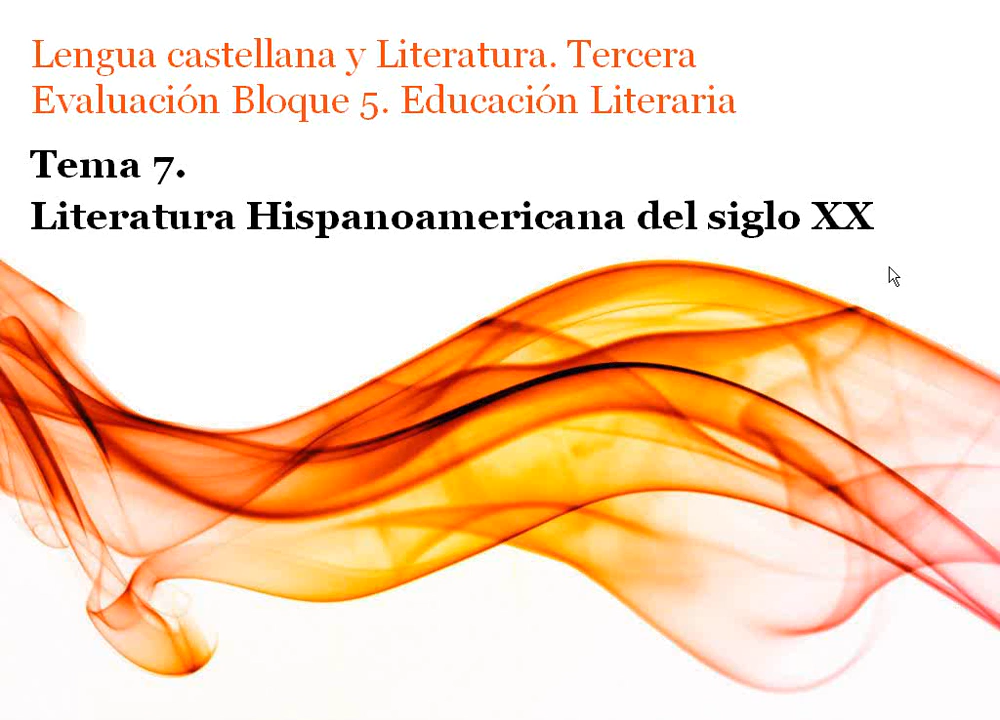 Lengua castellana y Literatura. Tercera
Evaluación Bloque 5. Educación Literaria
Tema 7.
Literatura Hispanoamericana del siglo XX